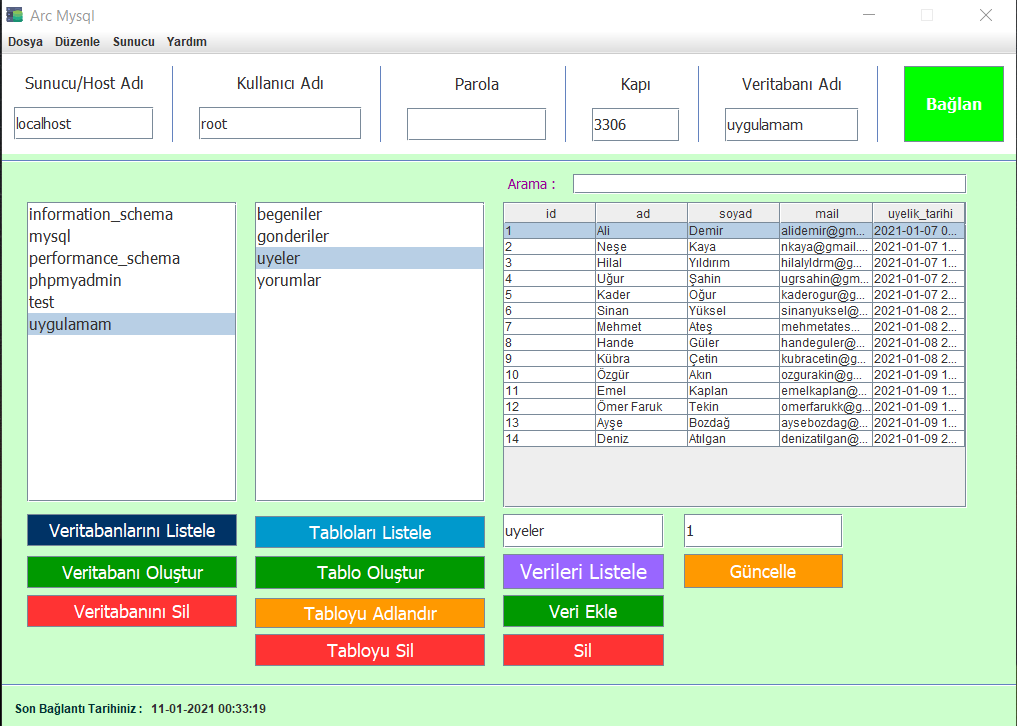 Arc Mysql
Dosya Düzenle Sunucu Yardım
Sunucu/Host Adı Kullanıcı Adı Parola Kapı Veritabanı Adı
localhost root 3306 uygulamam
Bağlan
Arama :
information_schema
mysql
performance_schema
phpmyadmin
test
uygulamam
begeniler
gonderiler
uyeler
yorumlar
id ad soyad mail uyelik_tarihi
1 Ali Demir alidemir@gm... 2021-01-07 0...
2 Neşe Kaya nkaya@gmail.... 2021-01-07 1...
3 Hilal Yıldırım hilalyldrm@g... 2021-01-07 1...
4 Uğur Şahin ugrsahin@gm... 2021-01-07 2...
5 Kader Oğur kaderogur@g... 2021-01-07 2...
6 Sinan Yüksel sinanyuksel@... 2021-01-08 2...
7 Mehmet Ateş mehmetates... 2021-01-08 2...
8 Hande Güler handeguler@... 2021-01-08 2...
9 Kübra Çetin kubracetin@g... 2021-01-08 2...
10 Özgür Akın ozgurakin@g... 2021-01-09 1...
11 Emel Kaplan emelkaplan@... 2021-01-09 1...
12 Ömer Faruk Tekin omerfarukk@g... 2021-01-09 1...
13 Ayşe Bozdağ aysebozdag@... 2021-01-09 1...
14 Deniz Atılgan denizatilgan@... 2021-01-09 2...
Veritabanlarını Listele
Veritabanı Oluştur
Veritabanını Sil
Tabloları Listele
Tablo Oluştur
Tabloyu Adlandır
Tabloyu Sil
uyeler 1
Verileri Listele Güncelle
Veri Ekle
Sil
Son Bağlantı Tarihiniz : 11-01-2021 00:33:19